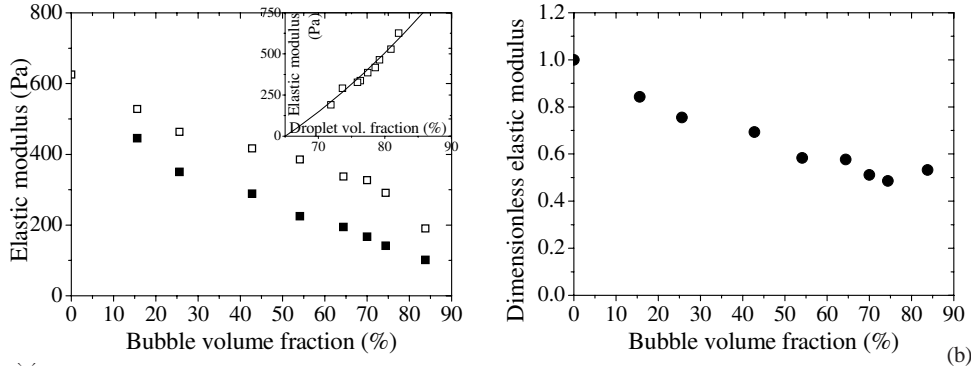 800
600
400
200
0
0 10 20 30 40 50 60 70 80 90
Elastic modulus (Pa)
Bubble volume fraction (%)
750
500
250
0
70 80 90
Elastic modulus
(Pa)
Droplet vol. fraction (%)
1.2
1.0
0.8
0.6
0.4
0.2
0.0
0 10 20 30 40 50 60 70 80 90
Dimensionless elastic modulus
Bubble volume fraction (%)
(b)